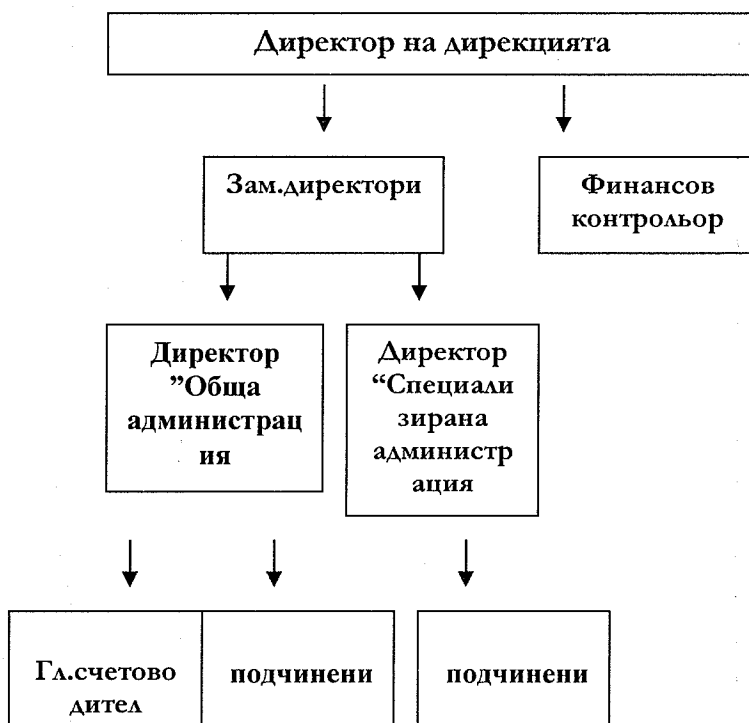 Директор на дирекцията
Зам.директори
Финансов
контрольор
Директор
”Обща
администрац
ия
Директор
“Специали
зирана
администр
ация
Гл.счетово
дител
подчинени
подчинени